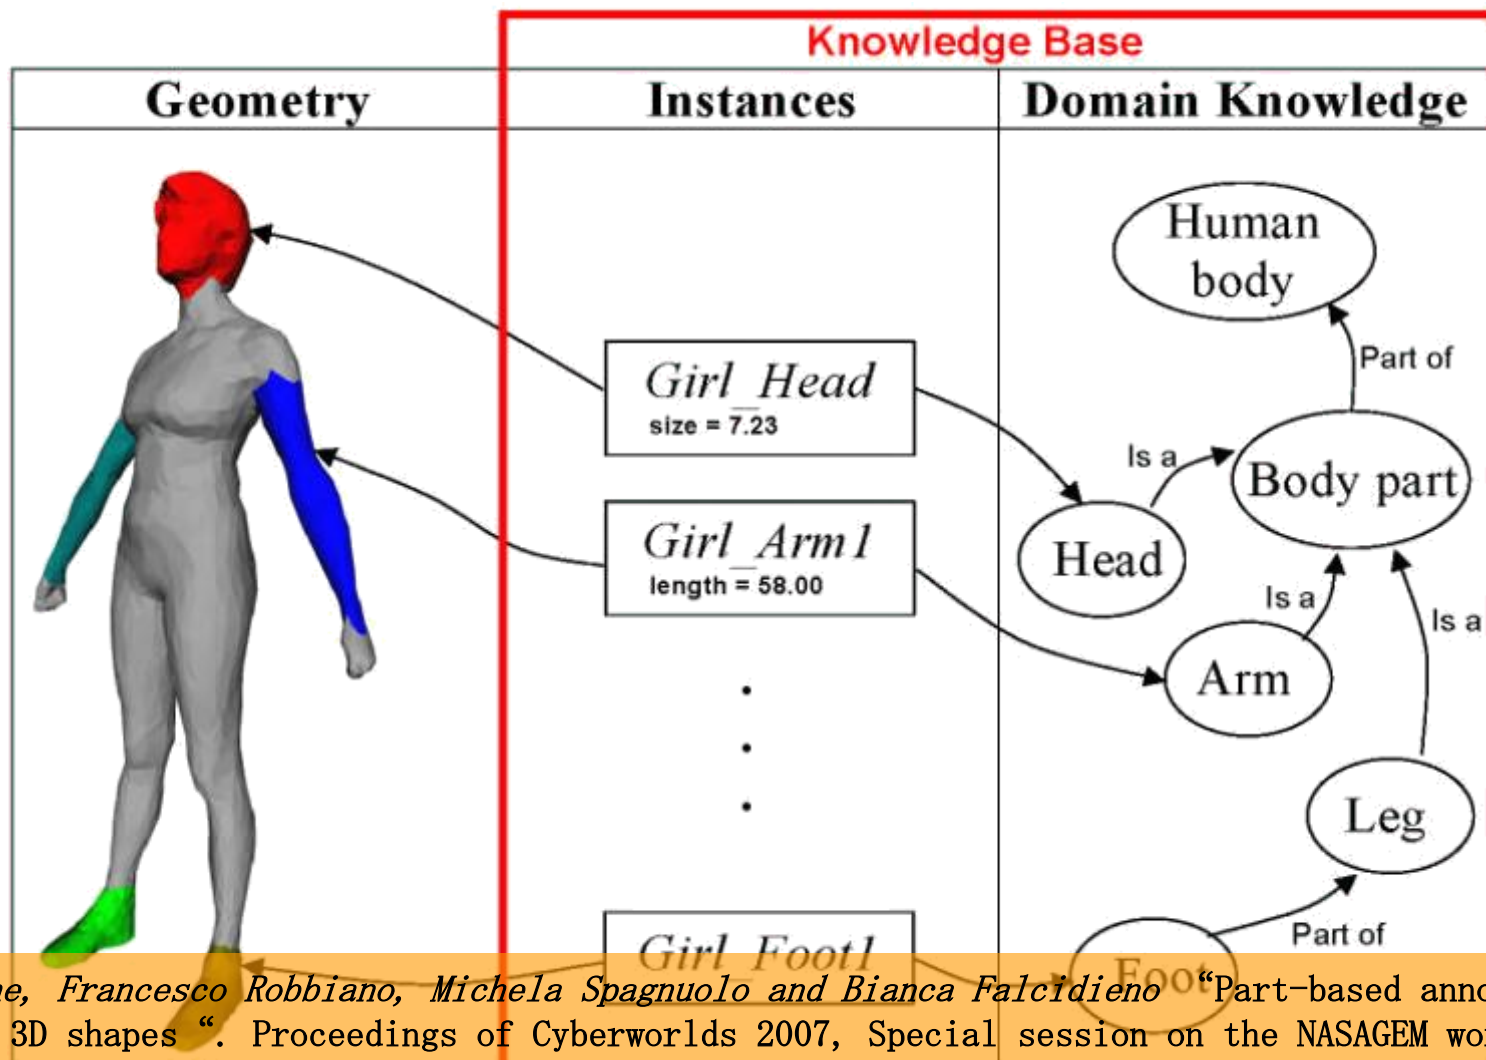 Knowledge Base
Geometry
Instances
Domain Knowledge
Human
body
Part of
Girl_Head
size = 7.23
Is a
Body part
Girl_Arm1
length = 58.00
Head
Is a
Is a
Arm
Leg
Part of
Girl_Foot1
Foot
Francesco Robbiano, Michela Spagnuolo and Bianca Falcidieno “Part-based
3D shapes “. Proceedings of Cyberworlds 2007, Special session on the NASAGEM